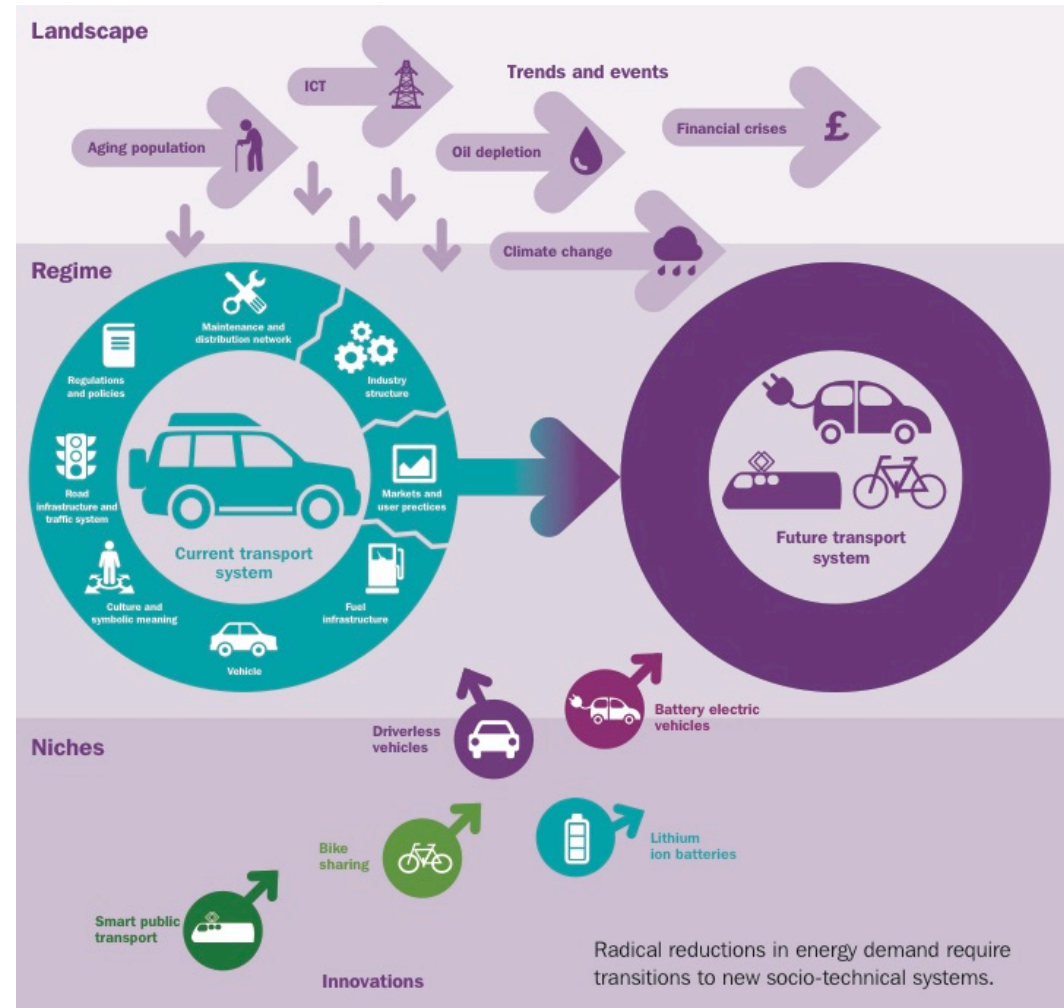 Landscape
ICT
Trends and events
Aging population
Oil depletion
Financial crises
£
Climate change
Regime
Maintenance and
distribution network
Industry
structure
Regulations
and policies
Markets and
user prectices
Road
infrastructure and
traffic system
Current transport
system
Future transport
system
Culture and
symbolic meaning
Fuel
infrastructure
Vehicle
Niches
Driverless
vehicles
Battery electric
vehicles
Bike
sharing
Lithium
ion batteries
Smart public
transport
Innovations
Radical reductions in energy demand require
transitions to new socio-technical systems.